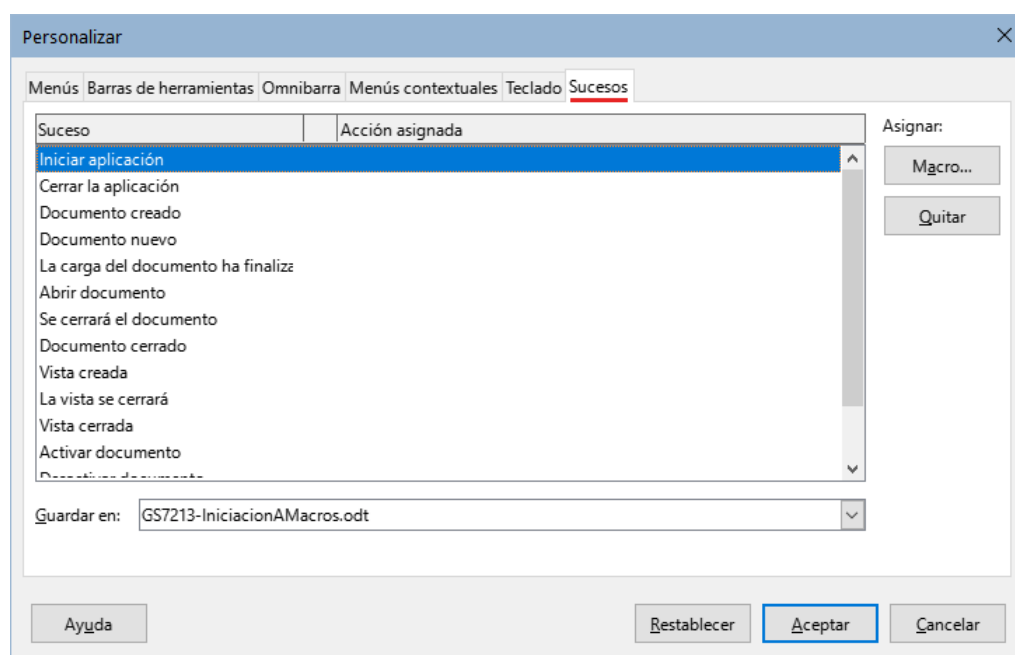 Personalizar
Menús Barras de herramientas Omnibarra Menús contextuales Teclado Sucesos
Suceso Acción asignada
Asignar:
Iniciar aplicación
Macro...
Cerrar la aplicación
Documento creado
Quitar
Documento nuevo
La carga del documento ha finaliza
Abrir documento
Se cerrará el documento
Documento cerrado
Vista creada
La vista se cerrará
Vista cerrada
Activar documento
Guardar en: GS7213-IniciacionAMacros.odt
Ayuda Restablecer Aceptar Cancelar